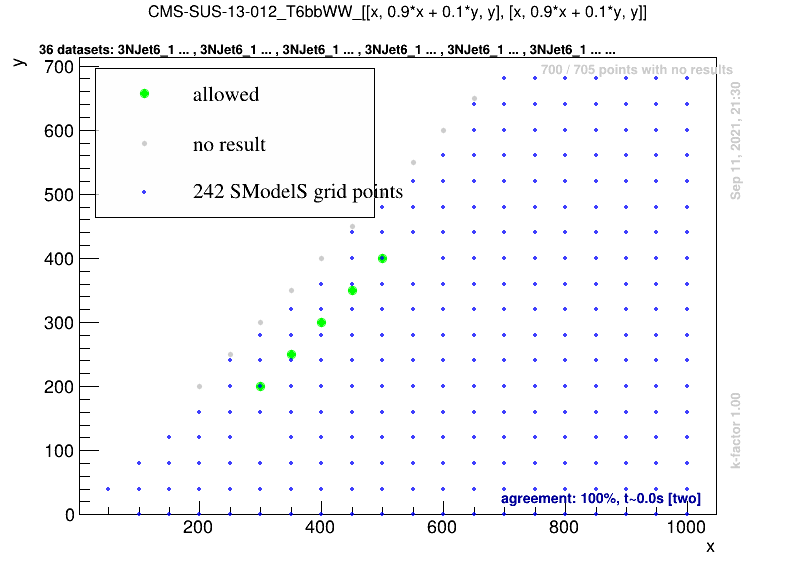 CMS-SUS-13-012_T6bbWW_[[x, 0.9*x + 0.1*y, y], [x, 0.9*x + 0.1*y, y]]
36 datasets: 3NJet6_1 ... , 3NJet6_1 ... , 3NJet6_1 ... , 3NJet6_1 ... , 3NJet6_1 ... , 3NJet6_1 ... ...
y
700 / 705 points with no results
allowed
no result
242 SModelS grid points
700
600
500
400
300
200
100
0
Sep 11, 2021, 21:30
k-factor 1.00
agreement: 100%, t~0.0s [two]
200 400 600 800 1000
x